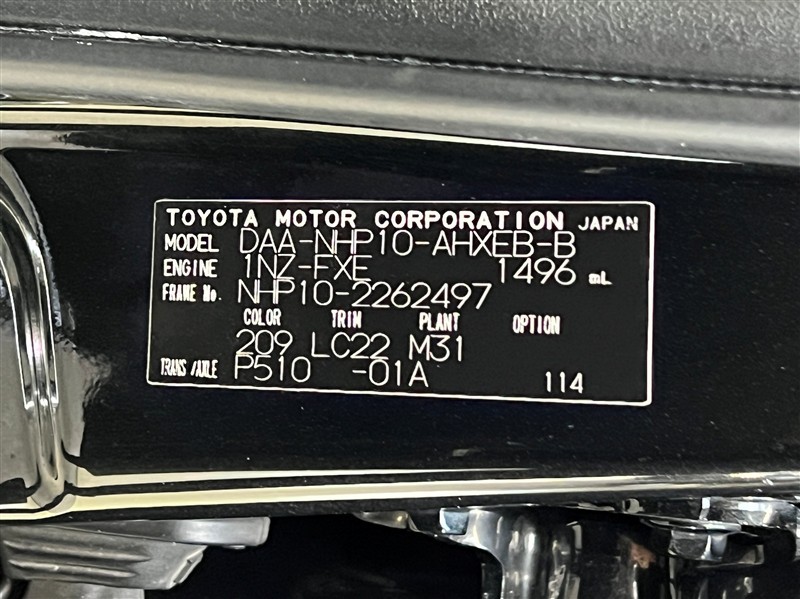 TOYOTA MOTOR CORPORATION JAPAN
MODEL DAA-NHP10-AHXEB-B
ENGINE 1NZ-FXE 1496 mL
FRAME No. NHP10-2262497
COLOR TRIM PLANT OPTION
209 LC22 M31
TRANS/AXLE P510 -01A 114